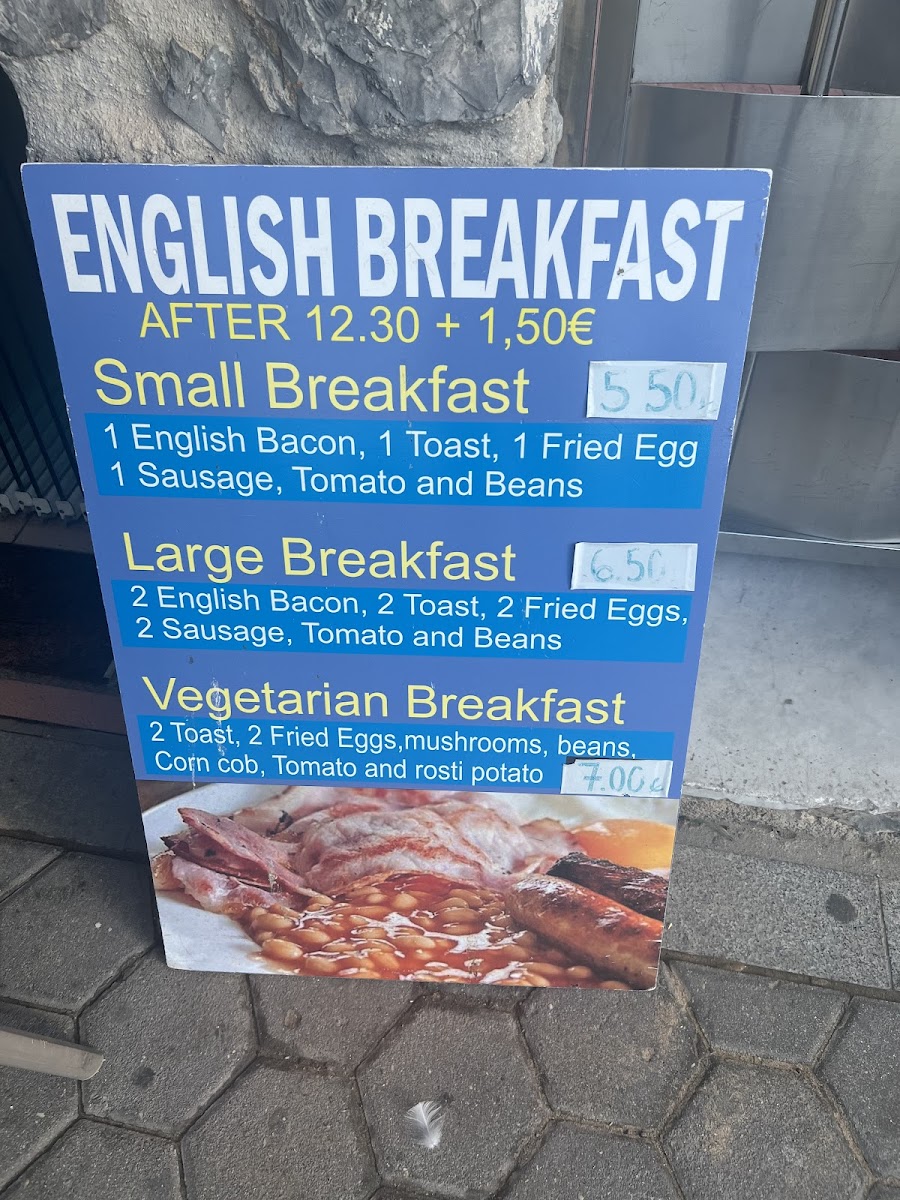 ENGLISH BREAKFAST
AFTER 12.30 + 1,50€
Small Breakfast 5 50€
1 English Bacon, 1 Toast, 1 Fried Egg
1 Sausage, Tomato and Beans
Large Breakfast 6.50
2 English Bacon, 2 Toast, 2 Fried Eggs,
2 Sausage, Tomato and Beans
Vegetarian Breakfast
2 Toast, 2 Fried Eggs,mushrooms, beans,
Corn cob, Tomato and rosti potato 7.00€